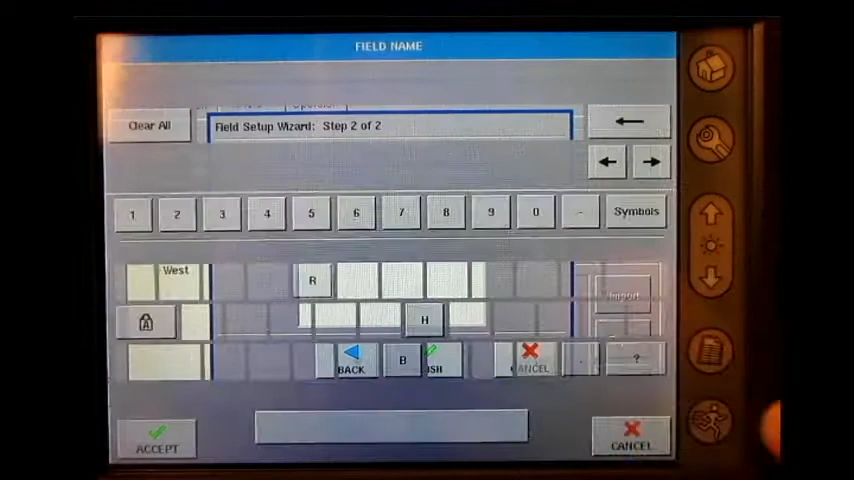 FIELD NAME
Clear All
Field Setup Wizard: Step 2 of 2
1 2 3 4 5 6 7 8 9 0 - Symbols
West
R
A
H
BACK B CANCEL . ?
ACCEPT
CANCEL